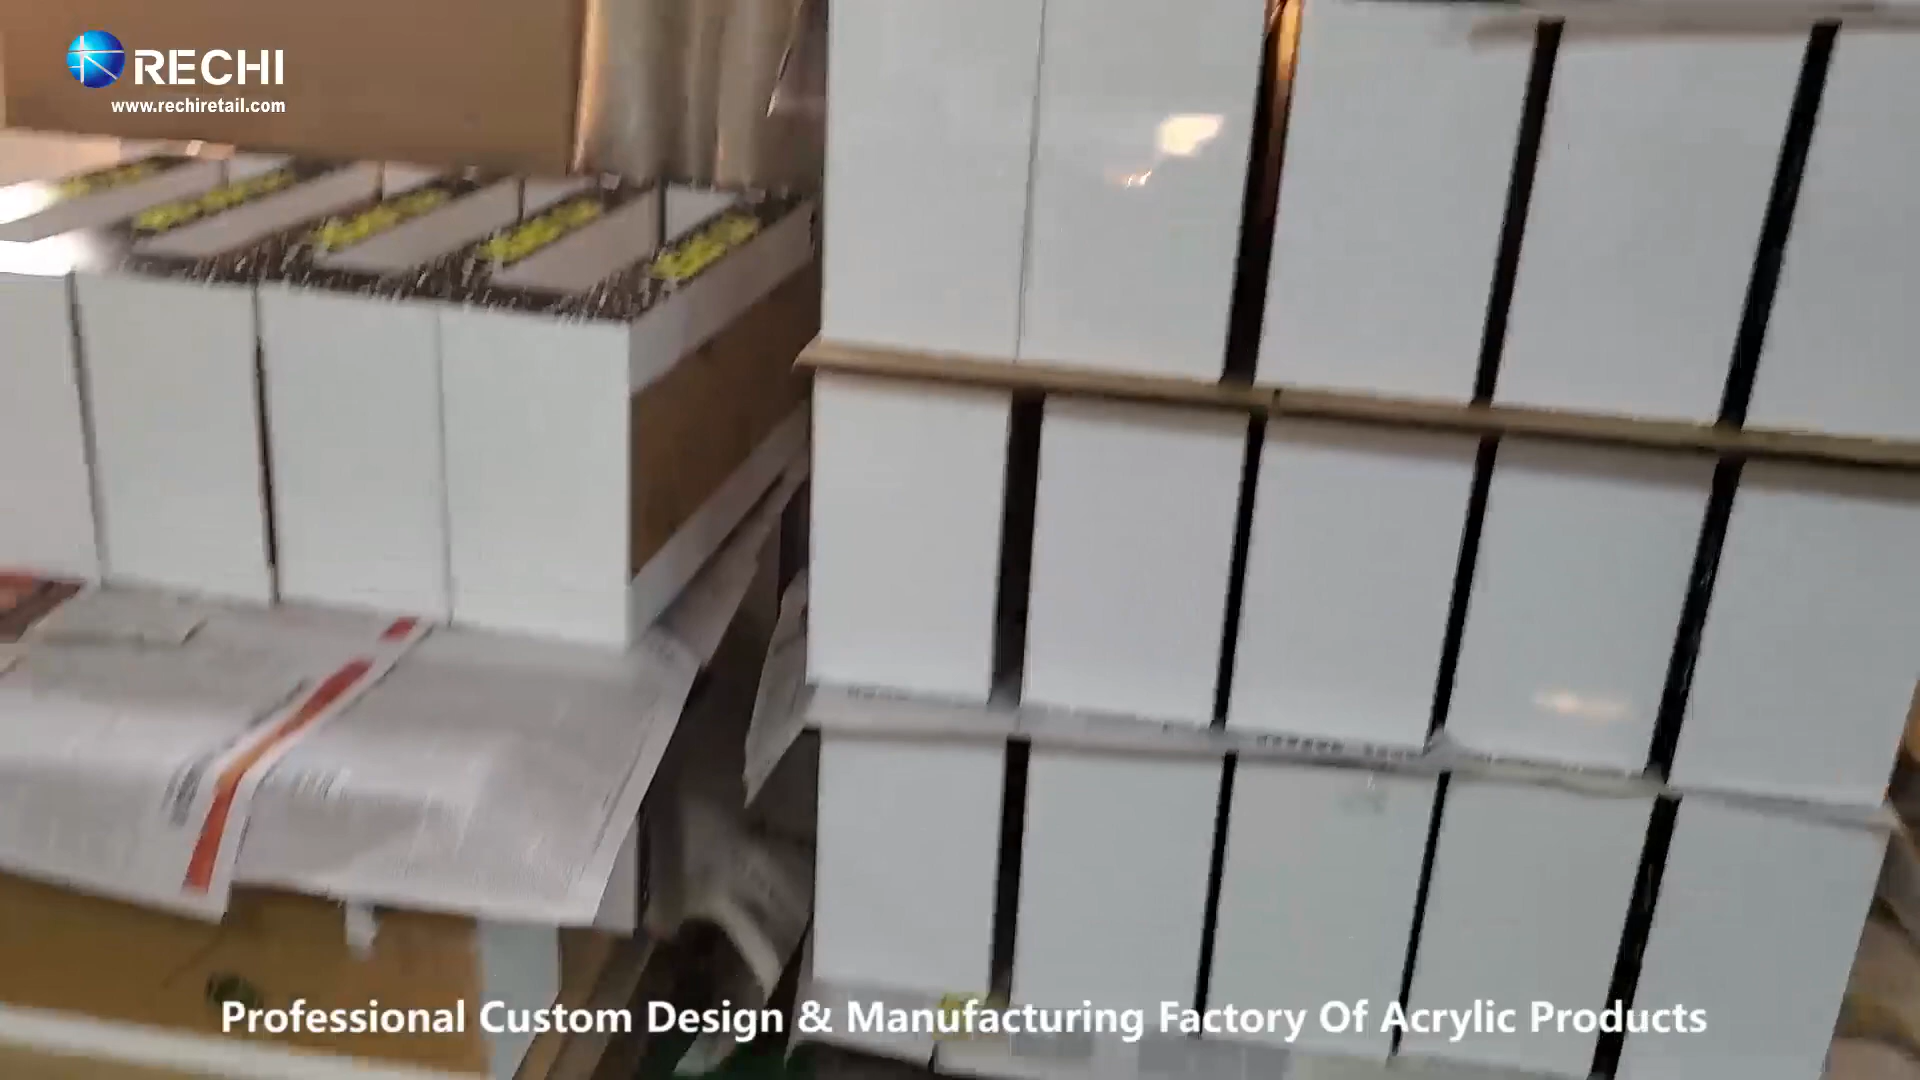 RECHI
www.rechiretail.com
Professional Custom Design & Manufacturing Factory Of Acrylic Products